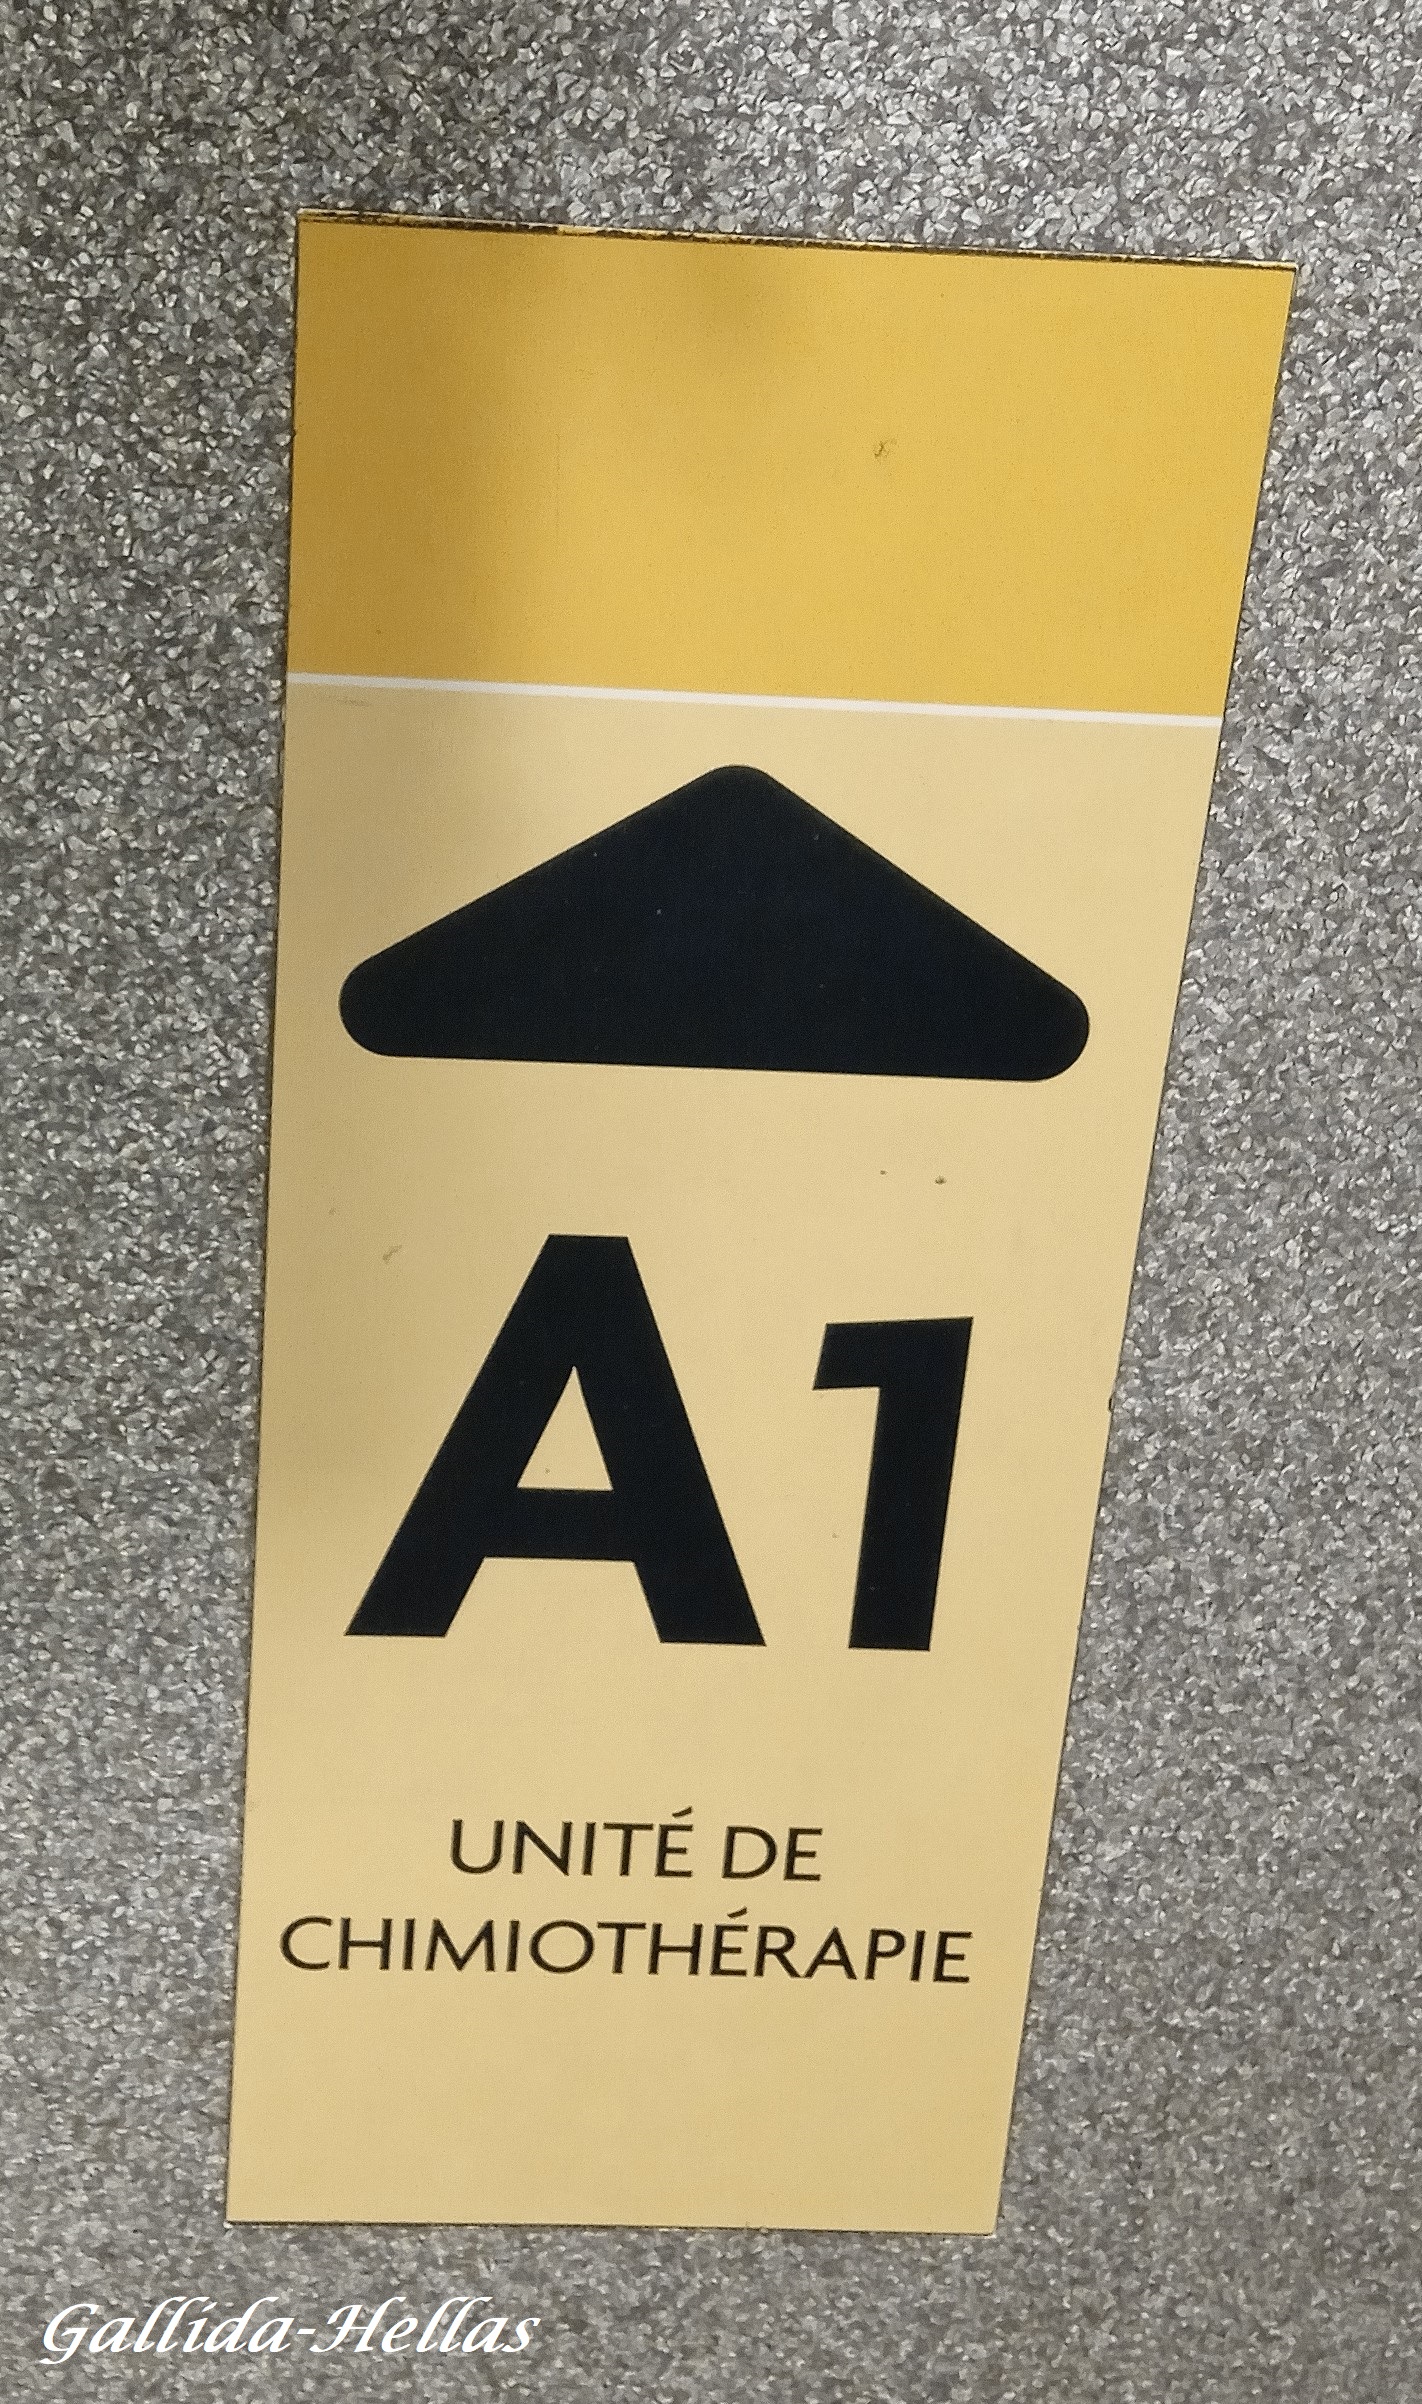 A1
UNITÉ DE
CHIMIOTHÉRAPIE
Gallida-Hellas